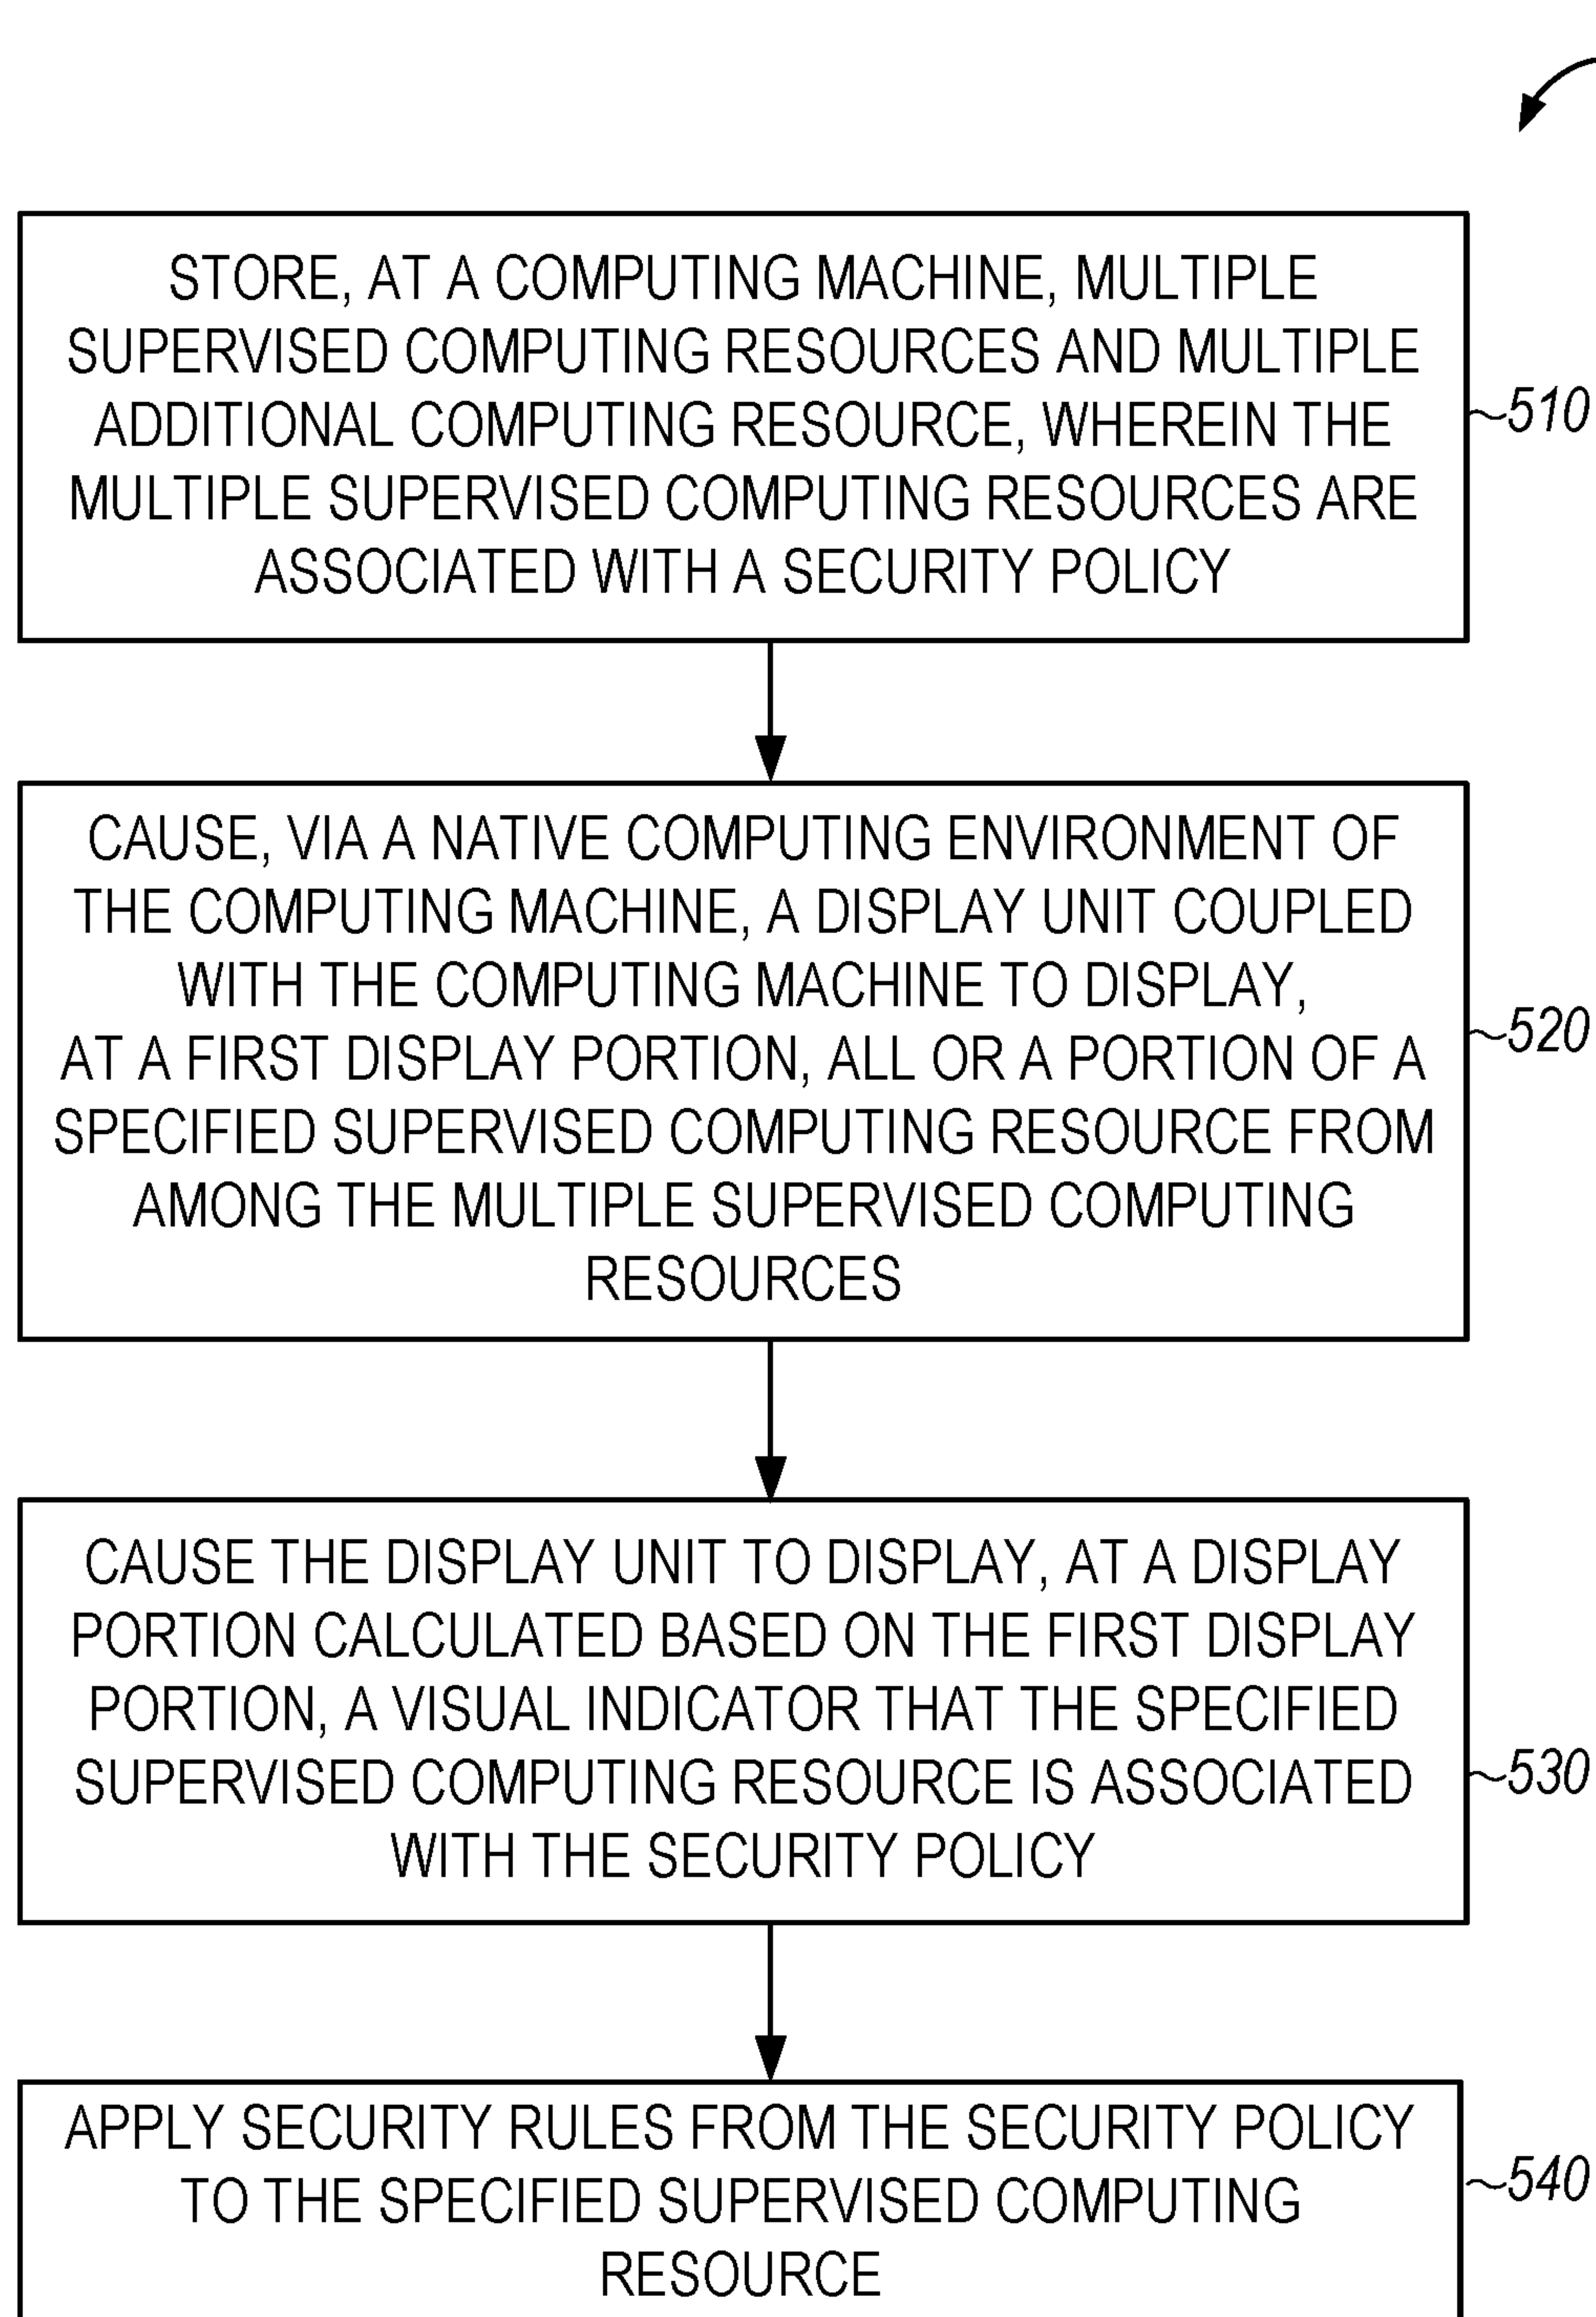 STORE, AT A COMPUTING MACHINE, MULTIPLE
SUPERVISED COMPUTING RESOURCES AND MULTIPLE
ADDITIONAL COMPUTING RESOURCE, WHEREIN THE
MULTIPLE SUPERVISED COMPUTING RESOURCES ARE
ASSOCIATED WITH A SECURITY POLICY
510
CAUSE, VIA A NATIVE COMPUTING ENVIRONMENT OF
THE COMPUTING MACHINE, A DISPLAY UNIT COUPLED
WITH THE COMPUTING MACHINE TO DISPLAY,
AT A FIRST DISPLAY PORTION, ALL OR A PORTION OF A
SPECIFIED SUPERVISED COMPUTING RESOURCE FROM
AMONG THE MULTIPLE SUPERVISED COMPUTING
RESOURCES
520
CAUSE THE DISPLAY UNIT TO DISPLAY, AT A DISPLAY
PORTION CALCULATED BASED ON THE FIRST DISPLAY
PORTION, A VISUAL INDICATOR THAT THE SPECIFIED
SUPERVISED COMPUTING RESOURCE IS ASSOCIATED
WITH THE SECURITY POLICY
530
APPLY SECURITY RULES FROM THE SECURITY POLICY
TO THE SPECIFIED SUPERVISED COMPUTING
RESOURCE
540